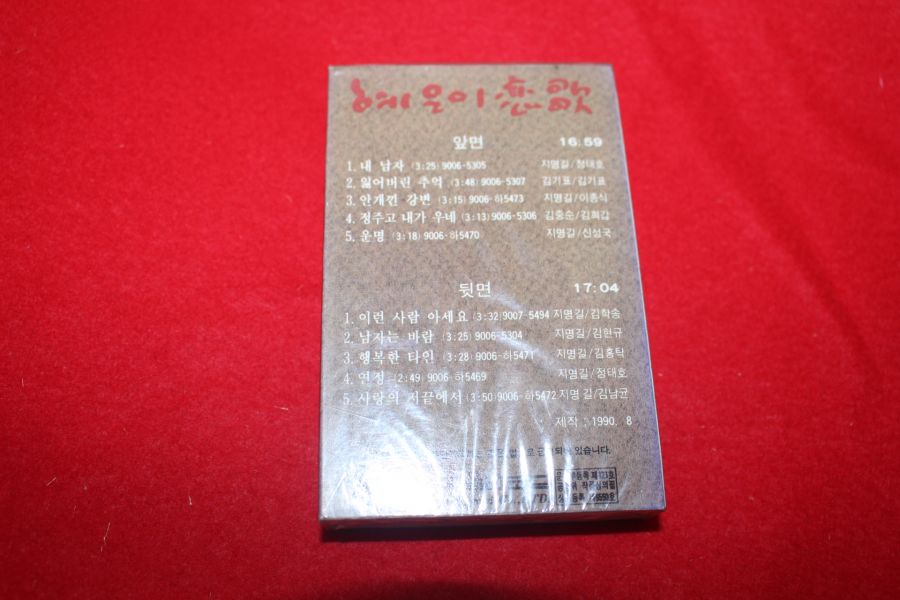 혜은이 恋歌
앞면 16:59
1. 내 남자 (3:25) 9006-5305 지명길/정태호
2. 잃어버린 추억 (3:48) 9006-5307 김기표/김기표
3. 안개낀 강변 (3:15) 9006-하5473 지명길/이종식
4. 정주고 내가 우네 (3:13) 9006-5306 김중순/김희갑
5. 운명 (3:18) 9006-하5470 지명길/신성국
뒷면 17:04
1. 이런 사람 아세요 (3:32) 9007-5494 지명길/김학송
2. 남자는 바람 (3:25) 9006-5304 지명길/김현규
3. 행복한 타인 (3:28) 9006-하5471 지명길/김홍탁
4. 연정 (2:49) 9006-하5469 지명길/정태호
5. 사랑의 저끝에서 (3:50) 9006-하5472 지명길/김남균
제작 : 1990. 8
있습니다.